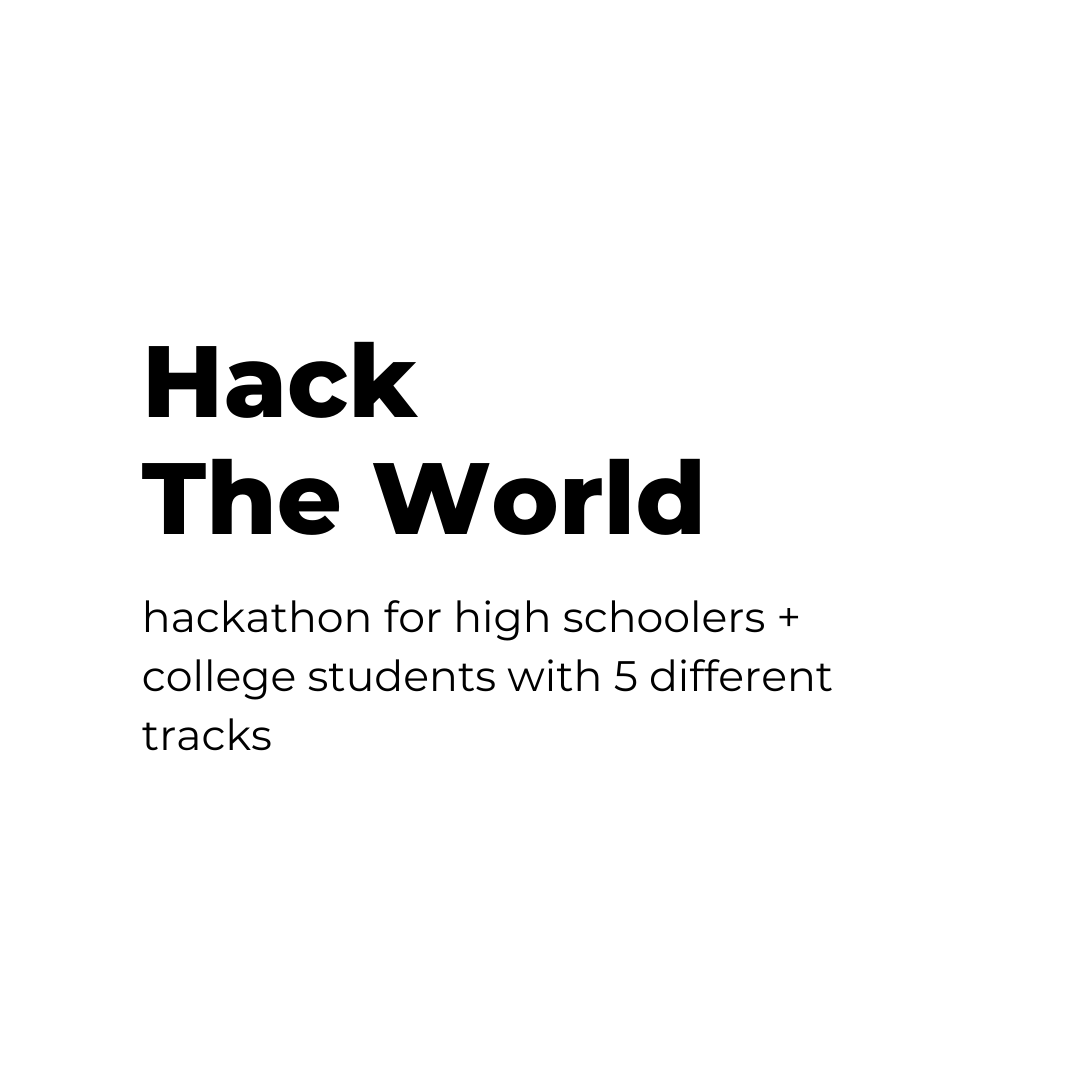 Hack
The World
hackathon for high schoolers +
college students with 5 different
tracks